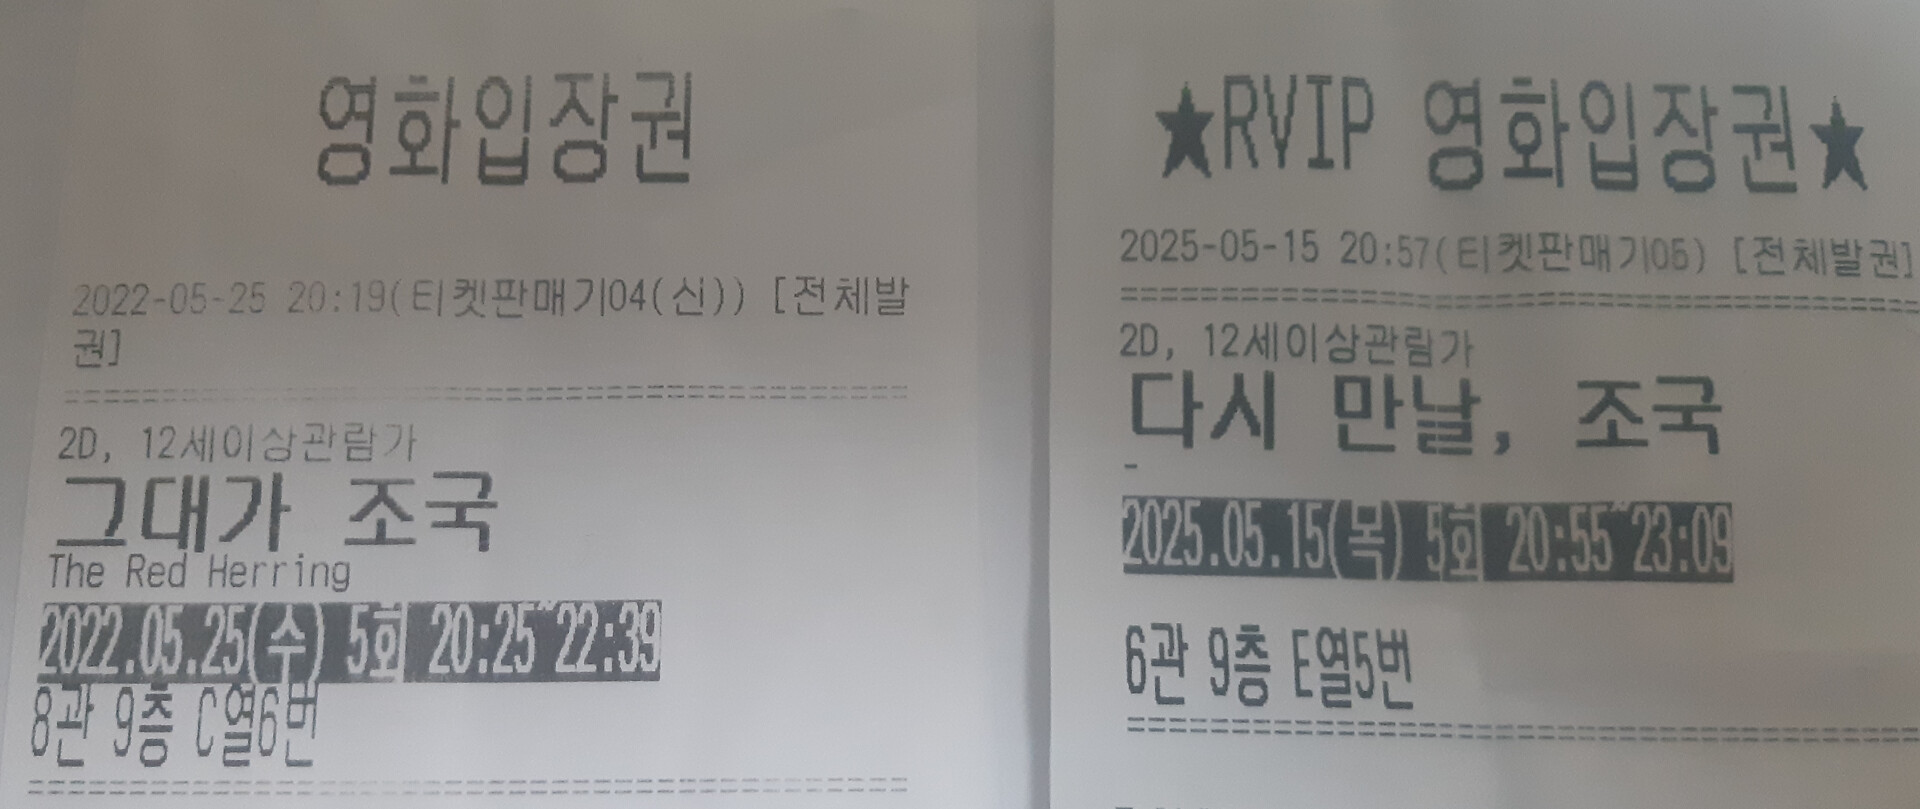 영화입장권
2022-05-25 20:19(티켓판매기04(신)) [전체발
권]
2D, 12세이상관람가
그대가 조국
The Red Herring
2022.05.25(수) 5회 20:25~22:39
8관 9층 C열6번
★RVIP 영화입장권★
2025-05-15 20:57(티켓판매기05) [전체발권]
2D, 12세이상관람가
다시 만날, 조국
-
2025.05.15(목) 5회 20:55~23:09
6관 9층 E열5번